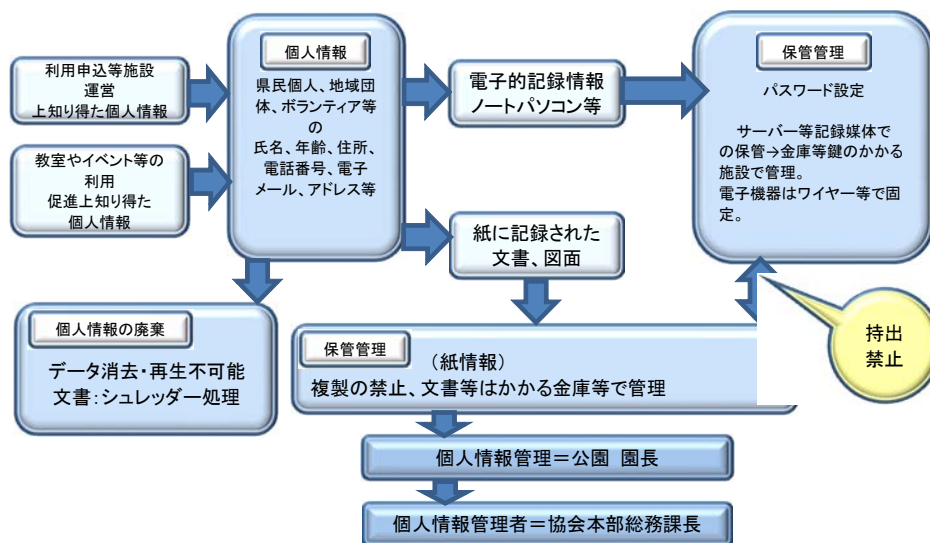 利用申込等施設
運営
上知り得た個人情報
教室やイベント等の
利用
促進上知り得た
個人情報
個人情報
県民個人、地域団
体、ボランティア等
の
氏名、年齢、住所、
電話番号、電子
メール、アドレス等
電子的記録情報
ノートパソコン等
紙に記録された
文書、図面
保管管理
パスワード設定
サーバー等記録媒体で
の保管→金庫等鍵のかかる
施設で管理。
電子機器はワイヤー等で固
定。
持出
禁止
個人情報の廃棄
データ消去・再生不可能
文書：シュレッダー処理
保管管理
（紙情報）
複製の禁止、文書等はかかる金庫等で管理
個人情報管理＝公園 園長
個人情報管理者＝協会本部総務課長